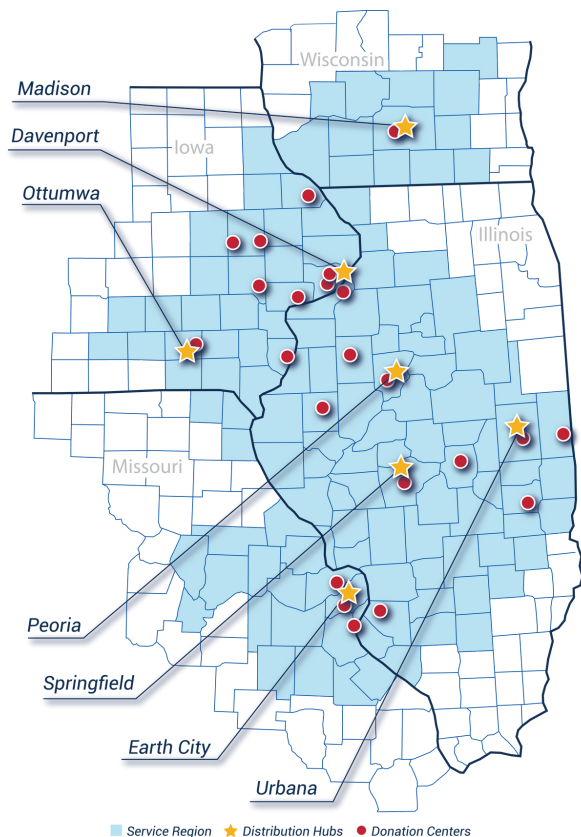 Wisconsin
Madison
Davenport
Iowa
Ottumwa
Illinois
Missouri
Peoria
Springfield
Earth City
Urbana
Service Region Distribution Hubs Donation Centers